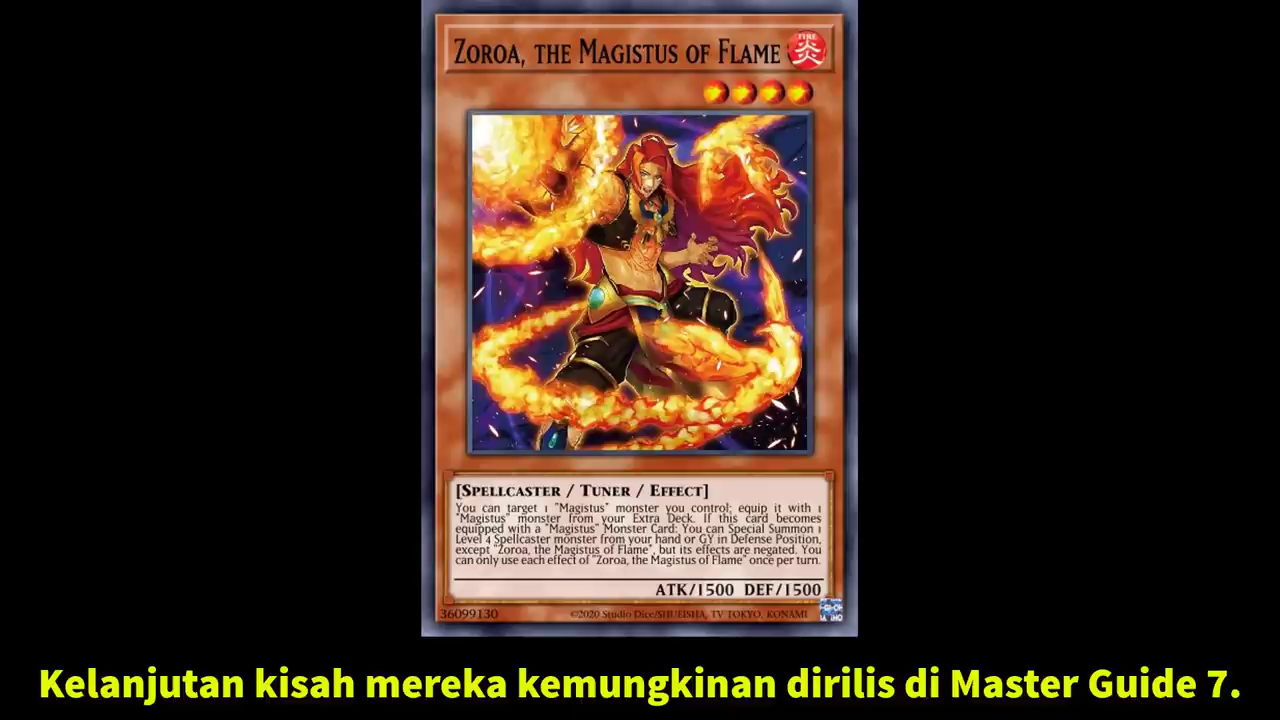 Zoroa, the Magistus of Flame
FIRE
炎
[Spellcaster / Tuner / Effect]
You can target 1 "Magistus" monster you control; equip it with 1
"Magistus" monster from your Extra Deck. If this card becomes
equipped with a "Magistus" Monster Card: You can Special Summon 1
Level 4 Spellcaster monster from your hand or GY in Defense Position,
except "Zoroa, the Magistus of Flame", but its effects are negated. You
can only use each effect of "Zoroa, the Magistus of Flame" once per turn.
ATK/1500 DEF/1500
36099130 ©2020 Studio Dice/SHUEISHA, TV TOKYO, KONAMI
Kelanjutan kisah mereka kemungkinan dirilis di Master Guide 7.